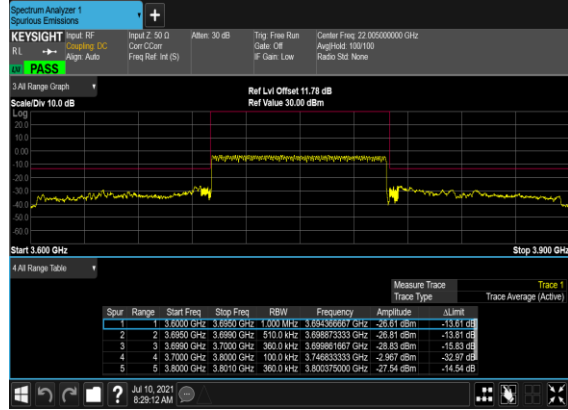 Spectrum Analyzer 1
Spurious Emissions
KEYSIGHT Input: RF Input Z: 50 Ω Atten: 30 dB Trig: Free Run Center Freq: 22.005000000 GHz
RL Coupling: DC Corr CCorr Gate: Off Avg|Hold: 100/100
Align: Auto Freq Ref: Int (S) IF Gain: Low Radio Std: None
PASS
3 All Range Graph
Ref Lvl Offset 11.78 dB
Scale/Div 10.0 dB Ref Value 30.00 dBm
Log
20.0
10.0
0.00
-10.0
-20.0
-30.0
-40.0
-50.0
-60.0
Start 3.600 GHz Stop 3.900 GHz
4 All Range Table
Measure Trace Trace 1
Trace Type Trace Average (Active)
Spur Range Start Freq Stop Freq RBW Frequency Amplitude ΔLimit
1 1 3.6000 GHz 3.6950 GHz 1.000 MHz 3.694366667 GHz -26.61 dBm -13.61 dB
2 2 3.6950 GHz 3.6990 GHz 510.0 kHz 3.698873333 GHz -26.81 dBm -13.81 dB
3 3 3.6990 GHz 3.7000 GHz 360.0 kHz 3.699861667 GHz -28.83 dBm -15.83 dB
4 4 3.7000 GHz 3.8000 GHz 100.0 kHz 3.746833333 GHz -2.967 dBm -32.97 dB
5 5 3.8000 GHz 3.8010 GHz 360.0 kHz 3.800375000 GHz -27.54 dBm -14.54 dB
Jul 10, 2021
8:29:12 AM